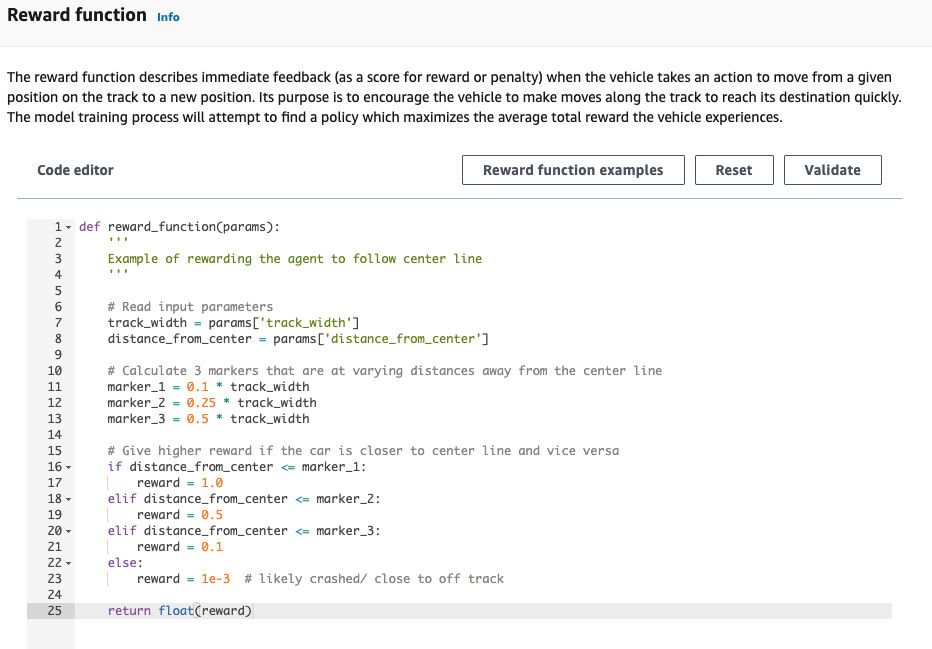 Reward function Info
The reward function describes immediate feedback (as a score for reward or penalty) when the vehicle takes an action to move from a given
position on the track to a new position. Its purpose is to encourage the vehicle to make moves along the track to reach its destination quickly.
The model training process will attempt to find a policy which maximizes the average total reward the vehicle experiences.
Code editor Reward function examples Reset Validate
1 def reward_function(params):
2     '''
3     Example of rewarding the agent to follow center line
4     '''
5
6     # Read input parameters
7     track_width = params['track_width']
8     distance_from_center = params['distance_from_center']
9
10     # Calculate 3 markers that are at varying distances away from the center line
11     marker_1 = 0.1 * track_width
12     marker_2 = 0.25 * track_width
13     marker_3 = 0.5 * track_width
14
15     # Give higher reward if the car is closer to center line and vice versa
16     if distance_from_center <= marker_1:
17         reward = 1.0
18     elif distance_from_center <= marker_2:
19         reward = 0.5
20     elif distance_from_center <= marker_3:
21         reward = 0.1
22     else:
23         reward = 1e-3  # likely crashed/ close to off track
24
25     return float(reward)